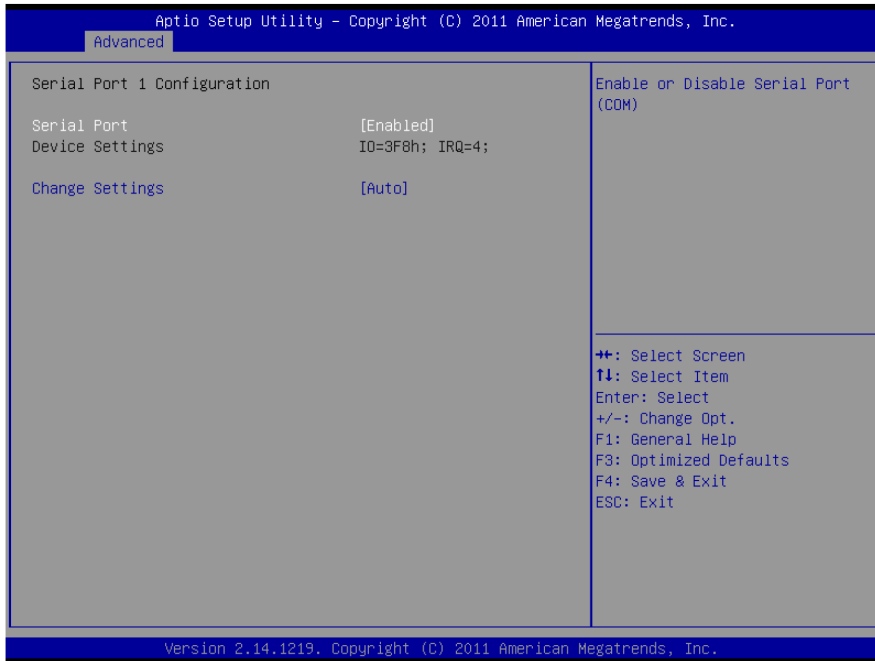 Aptio Setup Utility – Copyright (C) 2011 American Megatrends, Inc.
Advanced
Serial Port 1 Configuration
Serial Port [Enabled]
Device Settings IO=3F8h; IRQ=4;
Change Settings [Auto]
Enable or Disable Serial Port
(COM)
→←: Select Screen
↑↓: Select Item
Enter: Select
+/-: Change Opt.
F1: General Help
F3: Optimized Defaults
F4: Save & Exit
ESC: Exit
Version 2.14.1219. Copyright (C) 2011 American Megatrends, Inc.